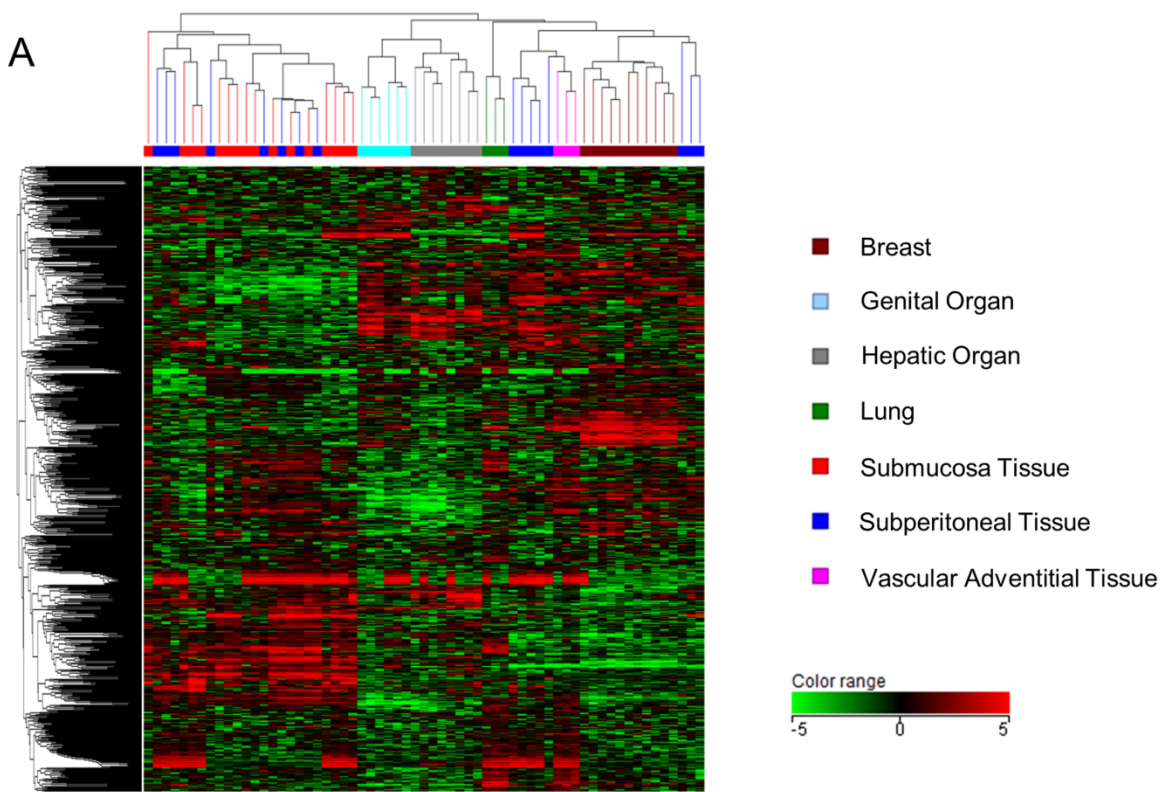 A
Breast
Genital Organ
Hepatic Organ
Lung
Submucosa Tissue
Subperitoneal Tissue
Vascular Adventitial Tissue
Color range
-5 0 5